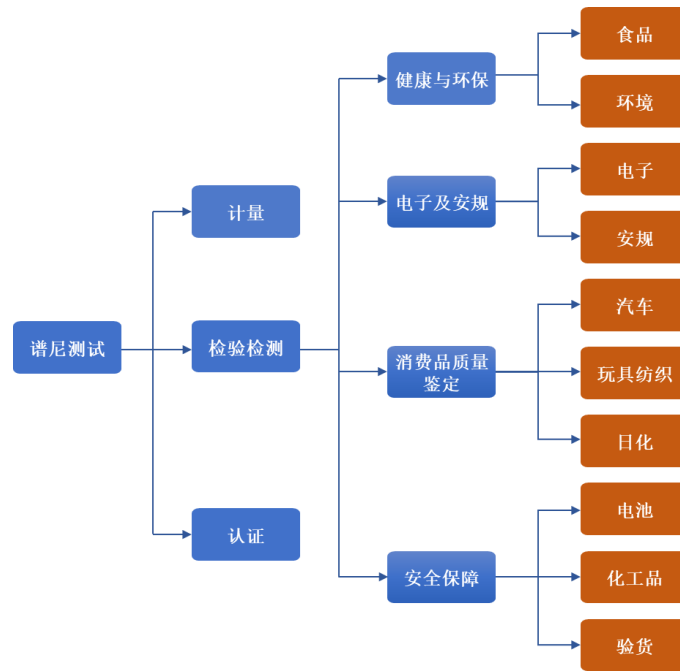 谱尼测试
计量
检验检测
认证
健康与环保
电子及安规
消费品质量
鉴定
安全保障
食品
环境
电子
安规
汽车
玩具纺织
日化
电池
化工品
验货